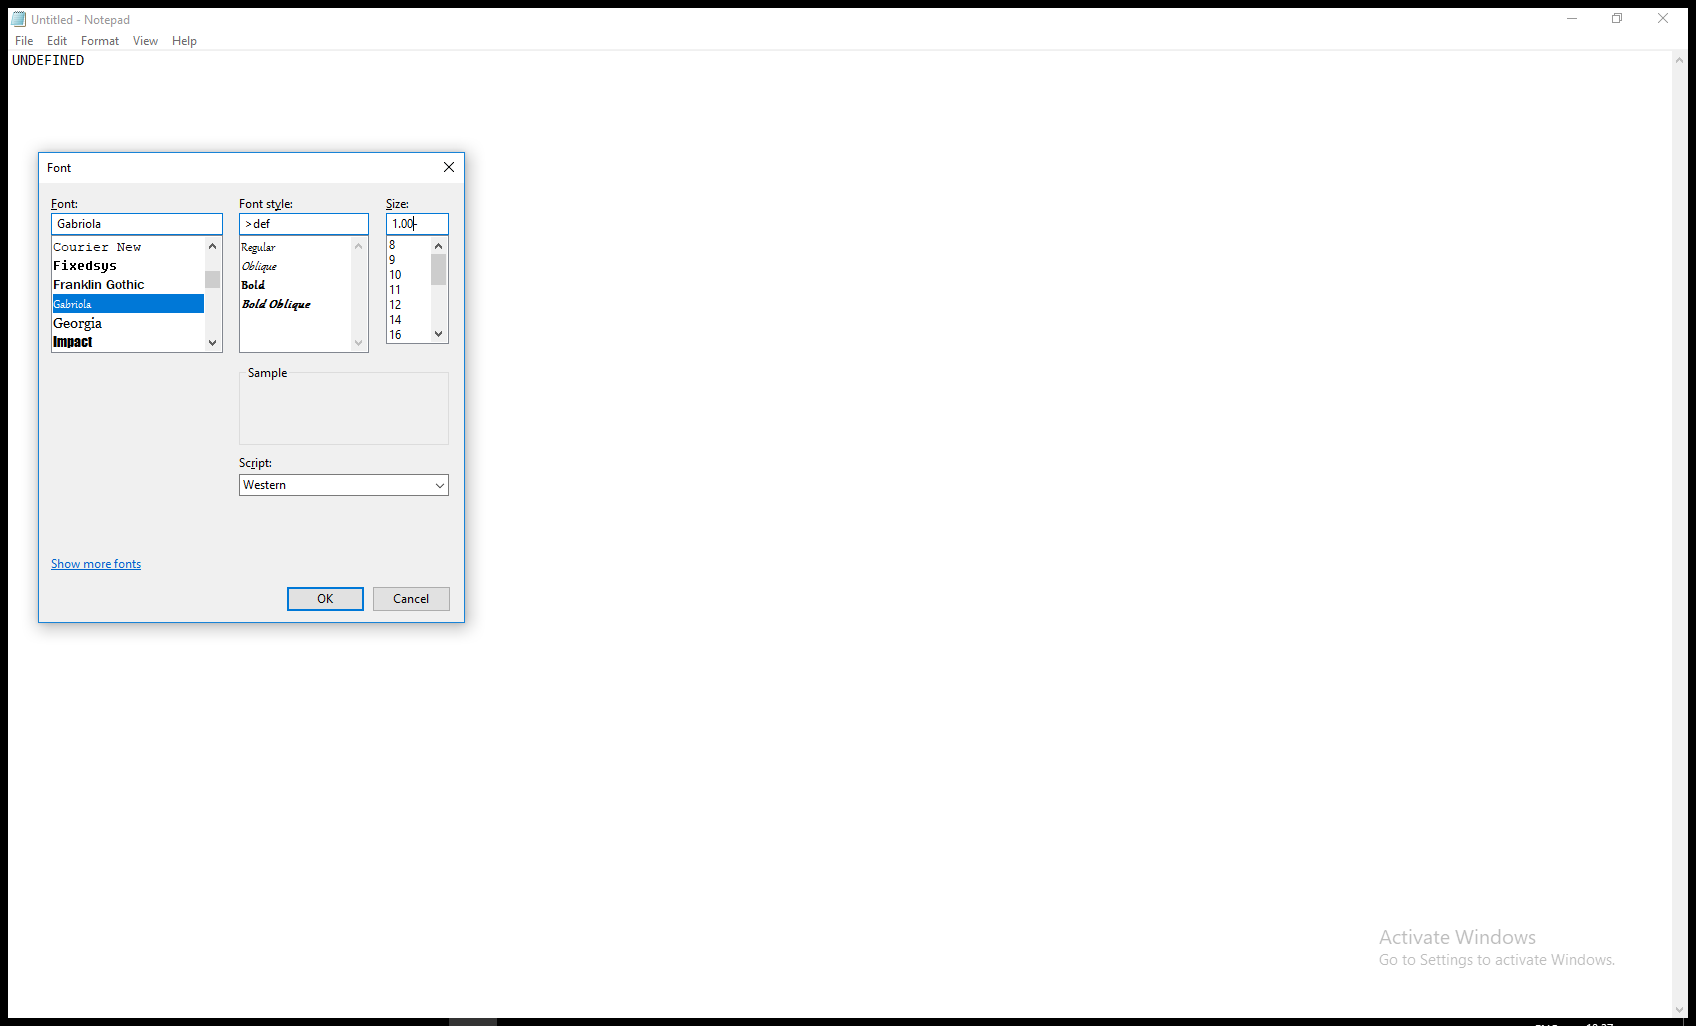 Untitled - Notepad
File Edit Format View Help
UNDEFINED
Font
Font: Font style: Size:
Gabriola >def 1.00-
Courier New
Fixedsys
Franklin Gothic
Gabriola
Georgia
Impact
Regular
Oblique
Bold
Bold Oblique
8
9
10
11
12
14
16
Sample
Script:
Western
Show more fonts
OK Cancel
Activate Windows
Go to Settings to activate Windows.